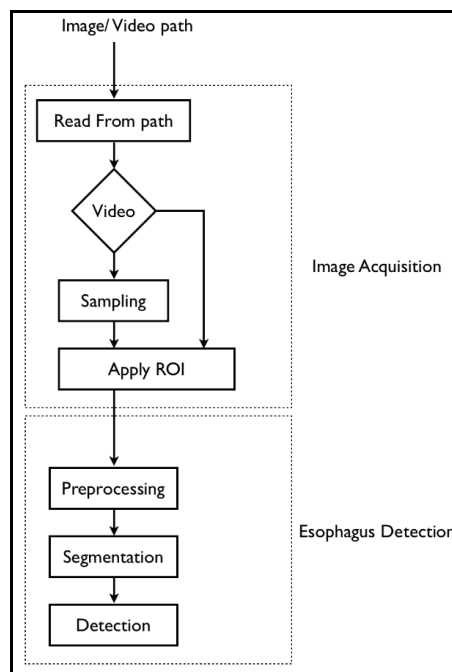 Image/ Video path
Read From path
Video
Image Acquisition
Sampling
Apply ROI
Preprocessing
Esophagus Detection
Segmentation
Detection